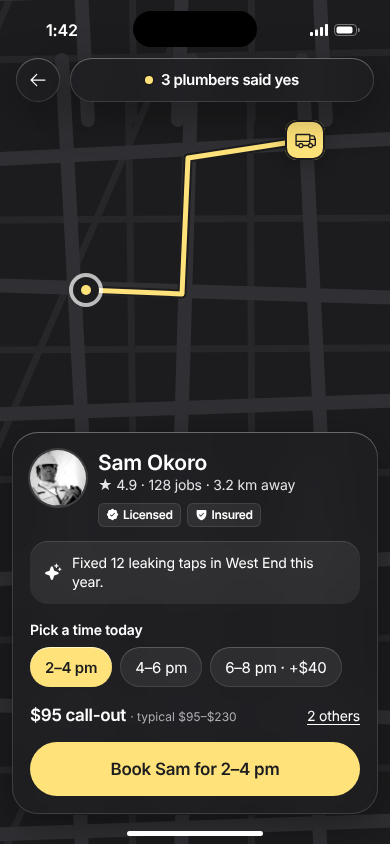 1:42
3 plumbers said yes
Sam Okoro
★ 4.9 · 128 jobs · 3.2 km away
Licensed
Insured
Fixed 12 leaking taps in West End this
year.
Pick a time today
2–4 pm
4–6 pm
6–8 pm · +$40
$95 call-out · typical $95–$230
2 others
Book Sam for 2–4 pm